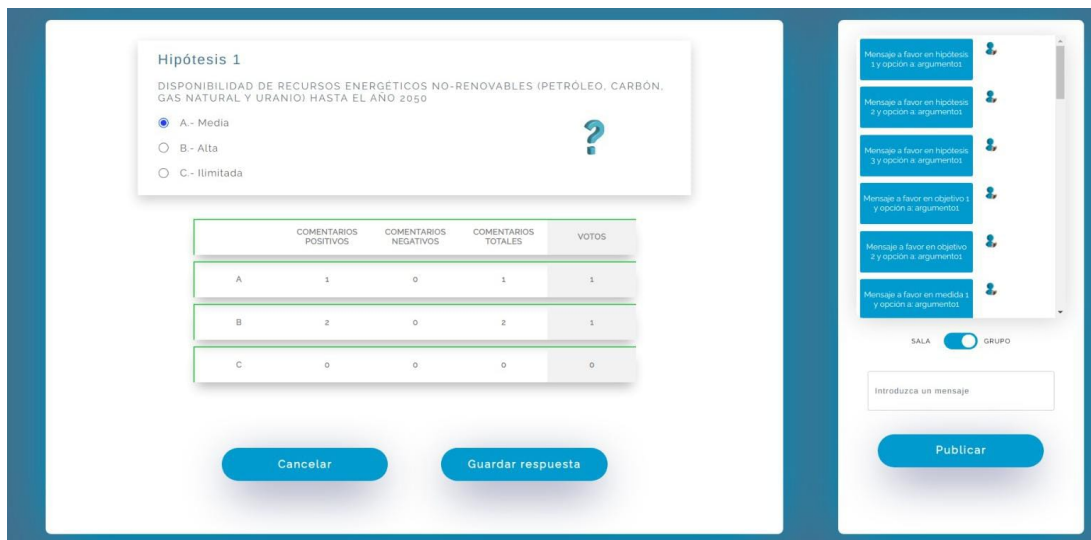 Hipótesis 1
DISPONIBILIDAD DE RECURSOS ENERGÉTICOS NO-RENOVABLES (PETRÓLEO, CARBÓN,
GAS NATURAL Y URANIO) HASTA EL AÑO 2050
A.- Media
B.- Alta
C.- Ilimitada
COMENTARIOS POSITIVOS COMENTARIOS NEGATIVOS COMENTARIOS TOTALES VOTOS
A 1 0 1 1
B 2 0 2 1
C 0 0 0 0
Cancelar
Guardar respuesta
Mensaje a favor en hipótesis
1 y opción a: argumento1
Mensaje a favor en hipótesis
2 y opción a: argumento1
Mensaje a favor en hipótesis
3 y opción a: argumento1
Mensaje a favor en objetivo 1
y opción a: argumento1
Mensaje a favor en objetivo
2 y opción a: argumento1
Mensaje a favor en medida 1
y opción a: argumento1
SALA GRUPO
Introduzca un mensaje
Publicar